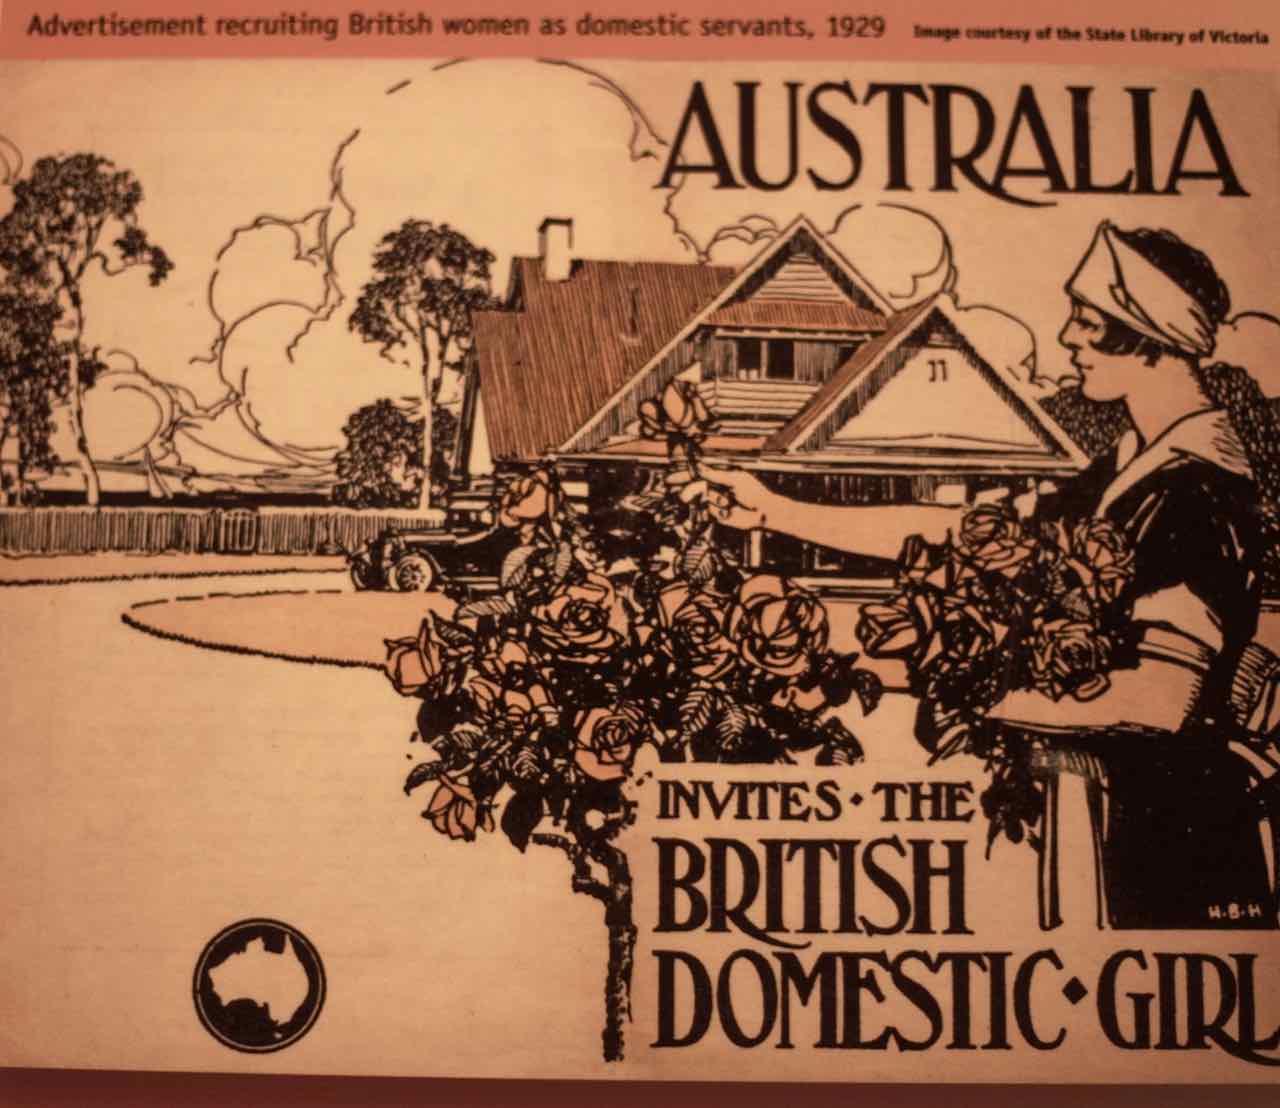 Advertisement recruiting British women as domestic servants, 1929
Image courtesy of the State Library of Victoria
AUSTRALIA
INVITES · THE
BRITISH
DOMESTIC · GIRL
H.B.H